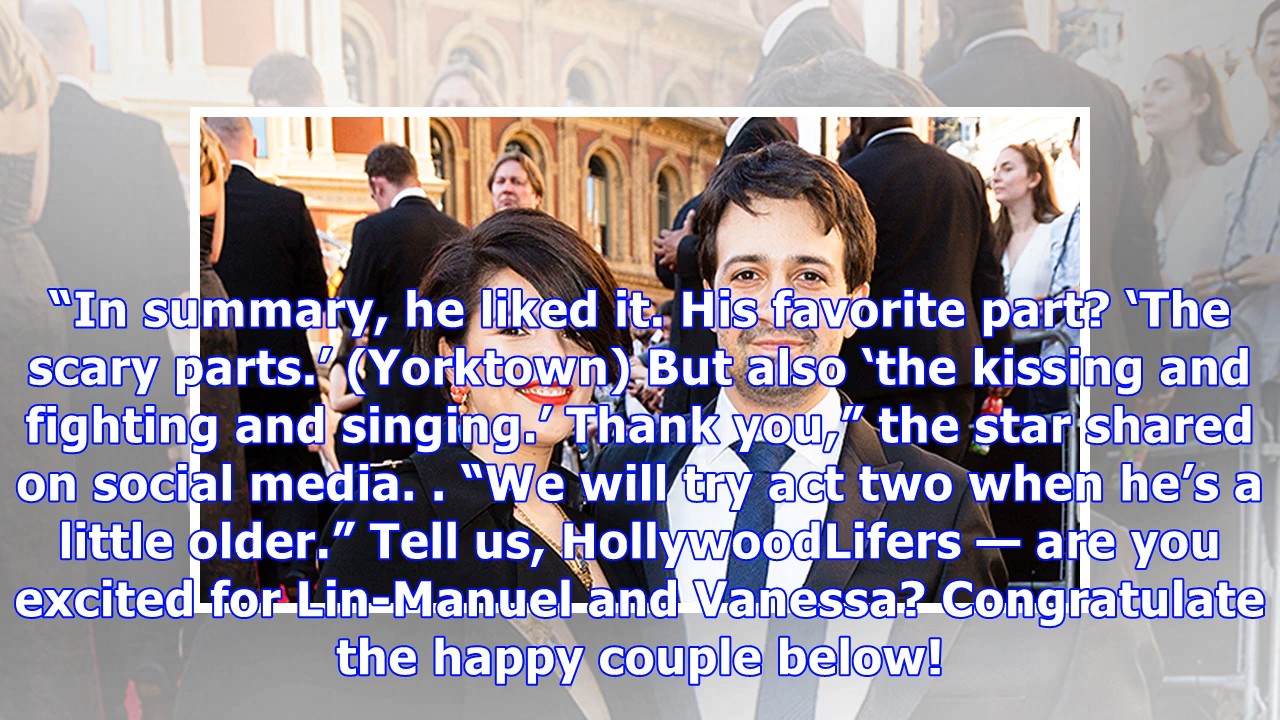 “In summary, he liked it. His favorite part? ‘The
scary parts.’ (Yorktown) But also ‘the kissing and
fighting and singing.’ Thank you,” the star shared
on social media. . “We will try act two when he’s a
little older.” Tell us, HollywoodLifers — are you
excited for Lin-Manuel and Vanessa? Congratulate
the happy couple below!